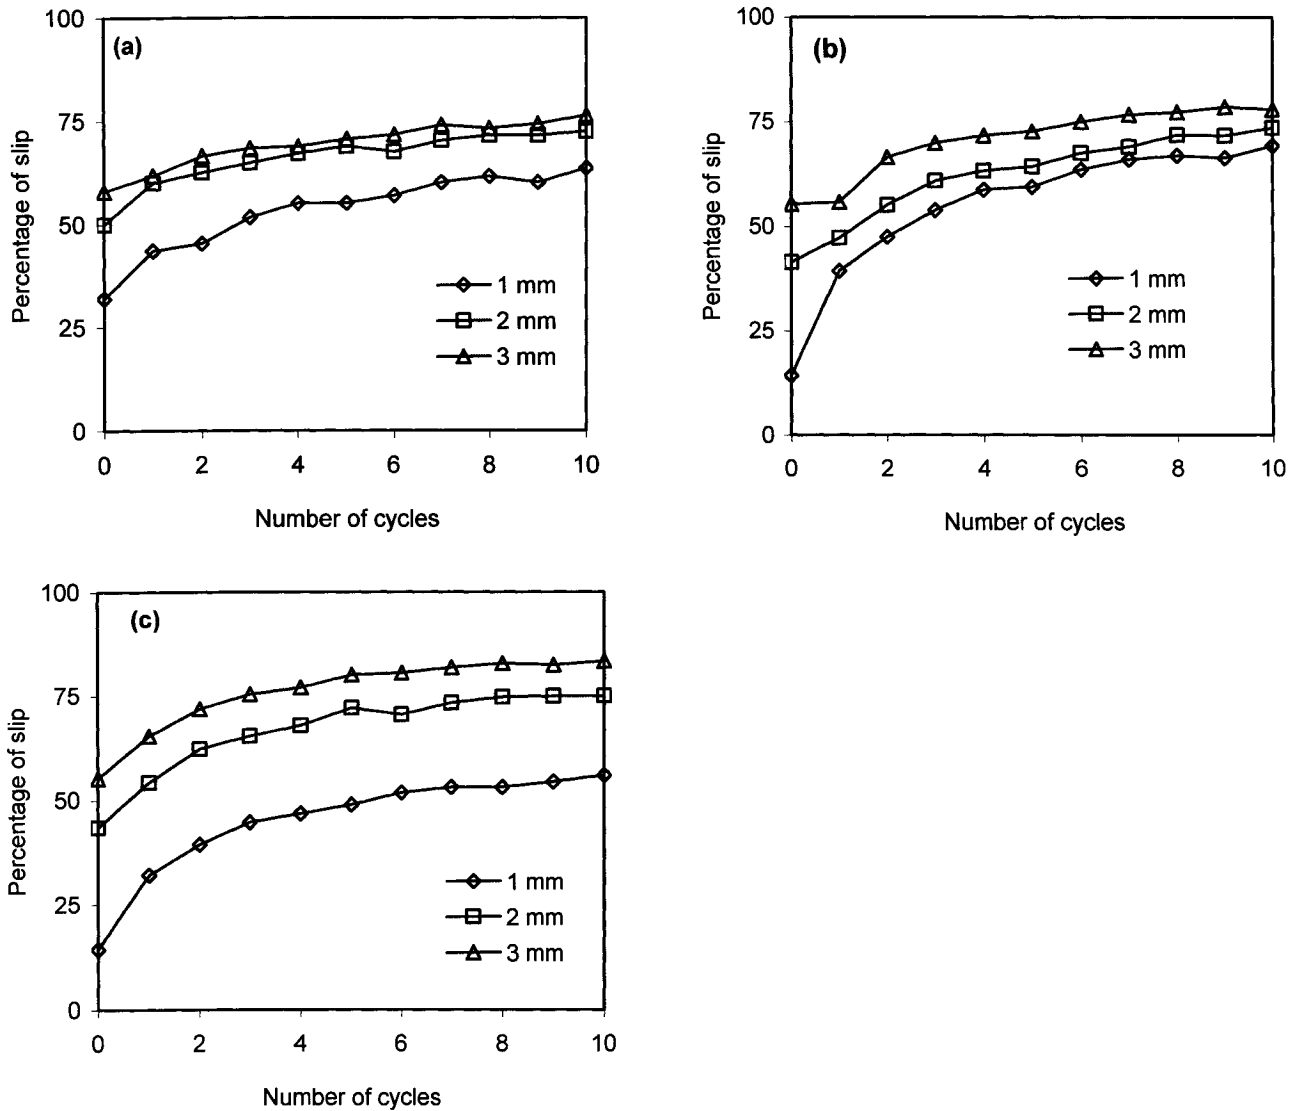 (a)
100
75
50
25
0
Percentage of slip
1 mm
2 mm
3 mm
0 2 4 6 8 10
Number of cycles
(b)
100
75
50
25
0
Percentage of slip
1 mm
2 mm
3 mm
0 2 4 6 8 10
Number of cycles
(c)
100
75
50
25
0
Percentage of slip
1 mm
2 mm
3 mm
0 2 4 6 8 10
Number of cycles